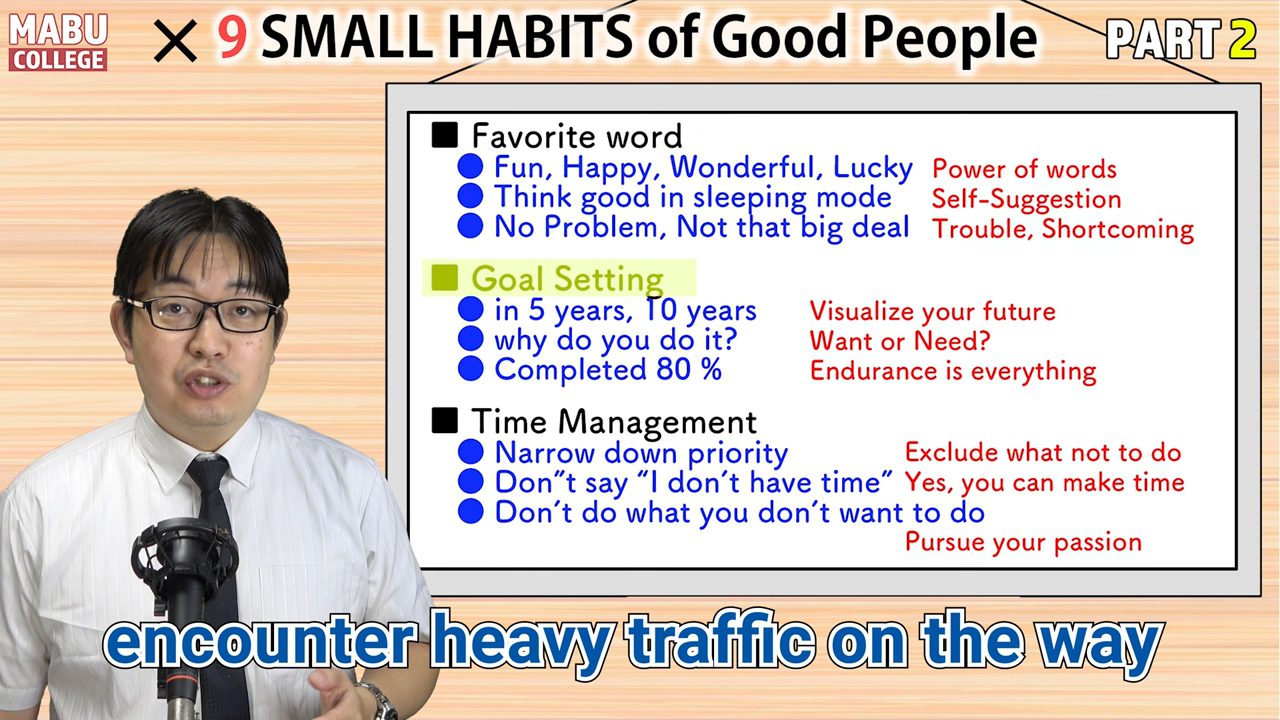 MABU
COLLEGE
× 9 SMALL HABITS of Good People
PART 2
■ Favorite word
● Fun, Happy, Wonderful, Lucky Power of words
● Think good in sleeping mode Self-Suggestion
● No Problem, Not that big deal Trouble, Shortcoming
■ Goal Setting
● in 5 years, 10 years Visualize your future
● why do you do it? Want or Need?
● Completed 80 % Endurance is everything
■ Time Management
● Narrow down priority Exclude what not to do
● Don"t say “I don't have time” Yes, you can make time
● Don't do what you don't want to do
Pursue your passion
encounter heavy traffic on the way